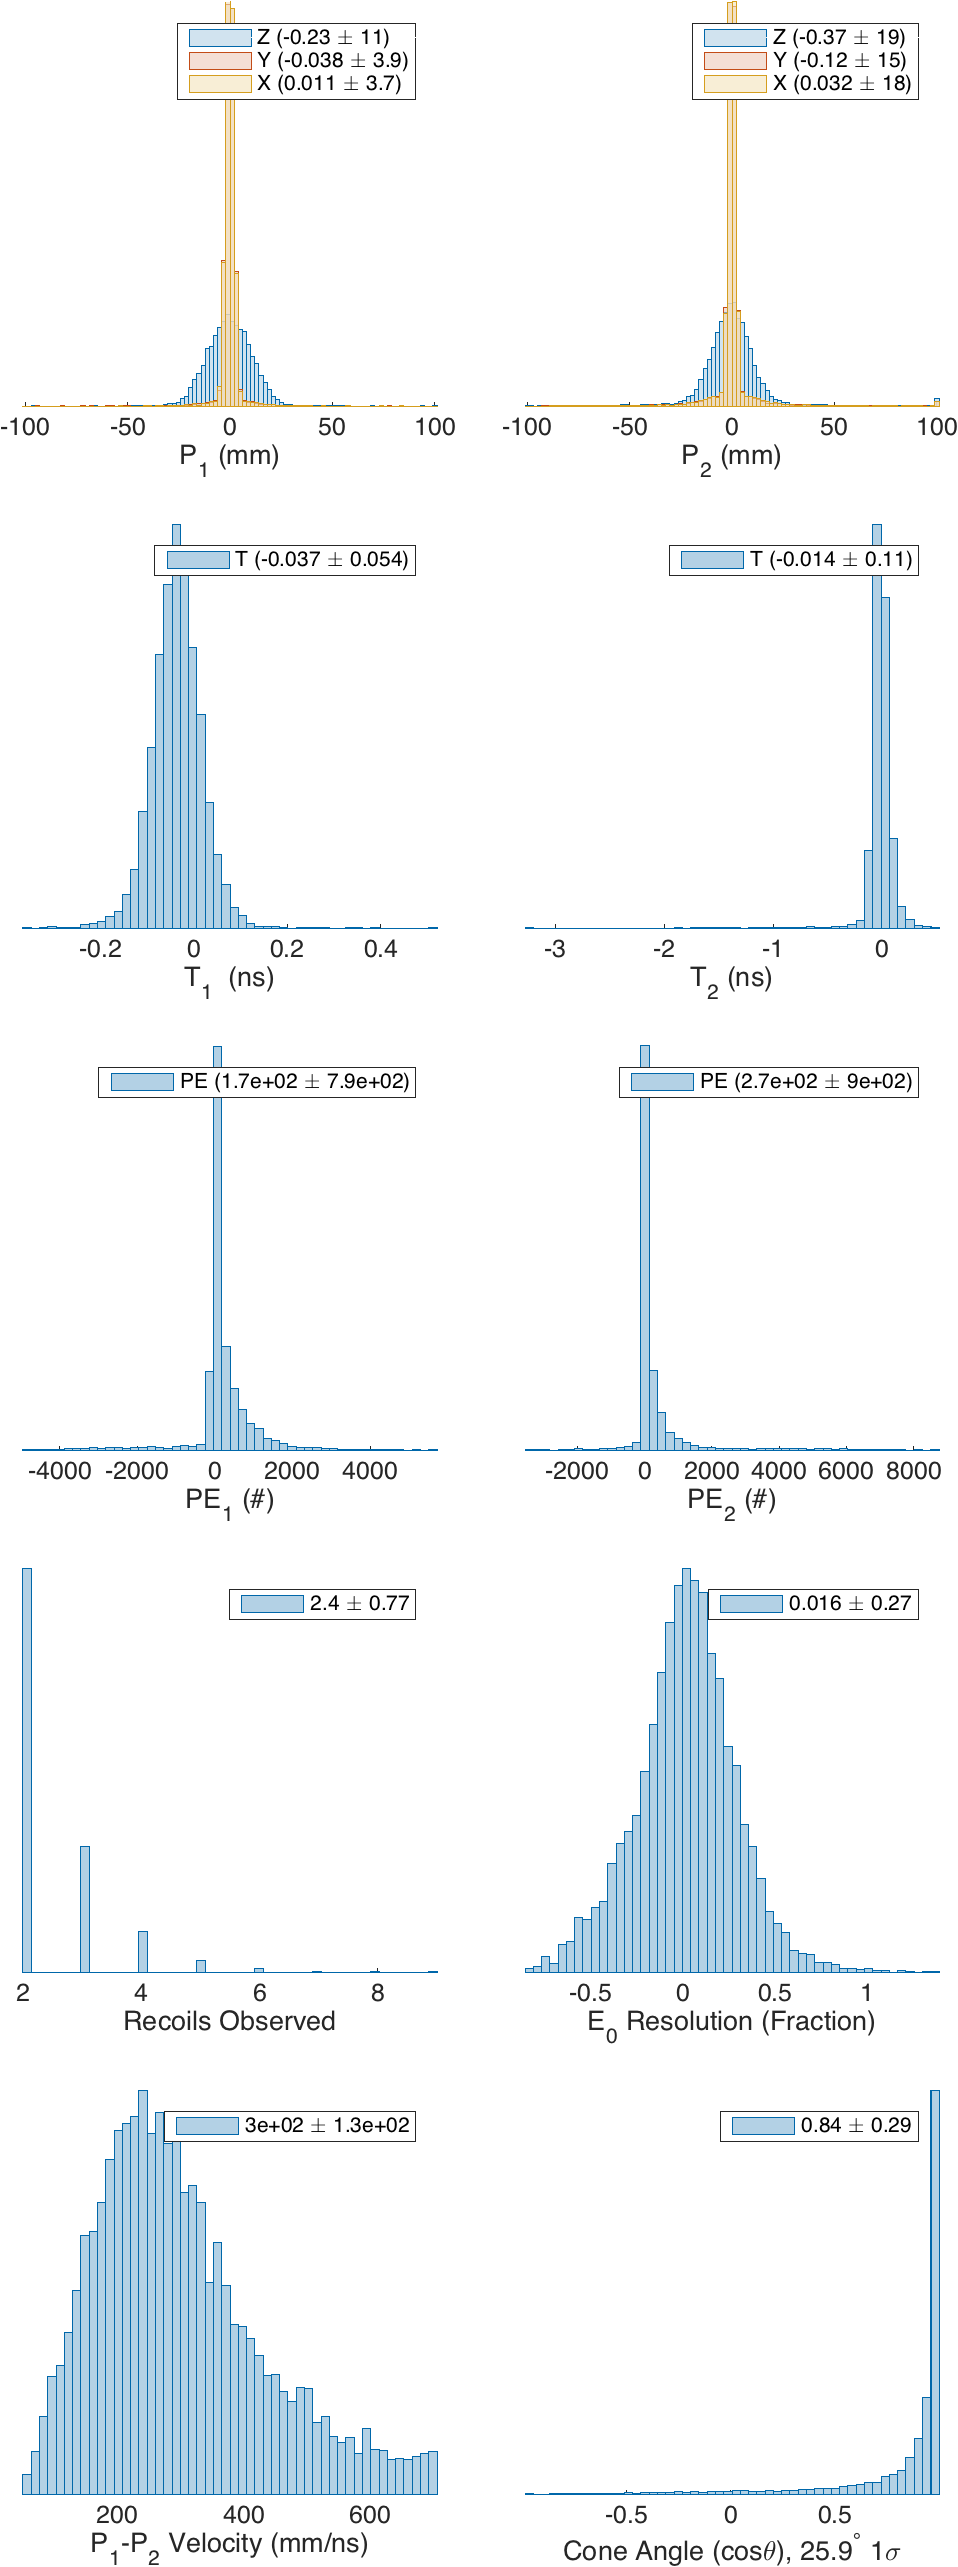 Z (-0.23 ± 11)
Y (-0.038 ± 3.9)
X (0.011 ± 3.7)
-100 -50 0 50 100
P1 (mm)
Z (-0.37 ± 19)
Y (-0.12 ± 15)
X (0.032 ± 18)
-100 -50 0 50 100
P2 (mm)
T (-0.037 ± 0.054)
-0.2 0 0.2 0.4
T1 (ns)
T (-0.014 ± 0.11)
-3 -2 -1 0
T2 (ns)
PE (1.7e+02 ± 7.9e+02)
-4000 -2000 0 2000 4000
PE1 (#)
PE (2.7e+02 ± 9e+02)
-2000 0 2000 4000 6000 8000
PE2 (#)
2.4 ± 0.77
2 4 6 8
Recoils Observed
0.016 ± 0.27
-0.5 0 0.5 1
E0 Resolution (Fraction)
3e+02 ± 1.3e+02
200 400 600
P1-P2 Velocity (mm/ns)
0.84 ± 0.29
-0.5 0 0.5
Cone Angle (cosθ), 25.9° 1σ